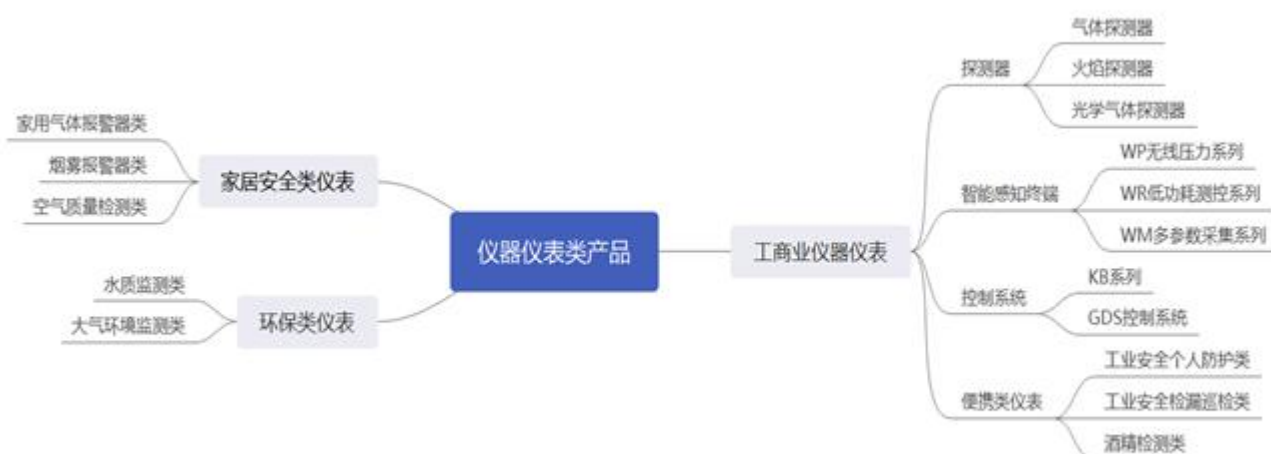 仪器仪表类产品
家居安全类仪表
家用气体报警器类
烟雾报警器类
空气质量检测类
环保类仪表
水质监测类
大气环境监测类
工商业仪器仪表
探测器
气体探测器
火焰探测器
光学气体探测器
智能感知终端
WP无线压力系列
WR低功耗测控系列
WM多参数采集系列
控制系统
KB系列
GDS控制系统
便携类仪表
工业安全个人防护类
工业安全检漏巡检类
酒精检测类